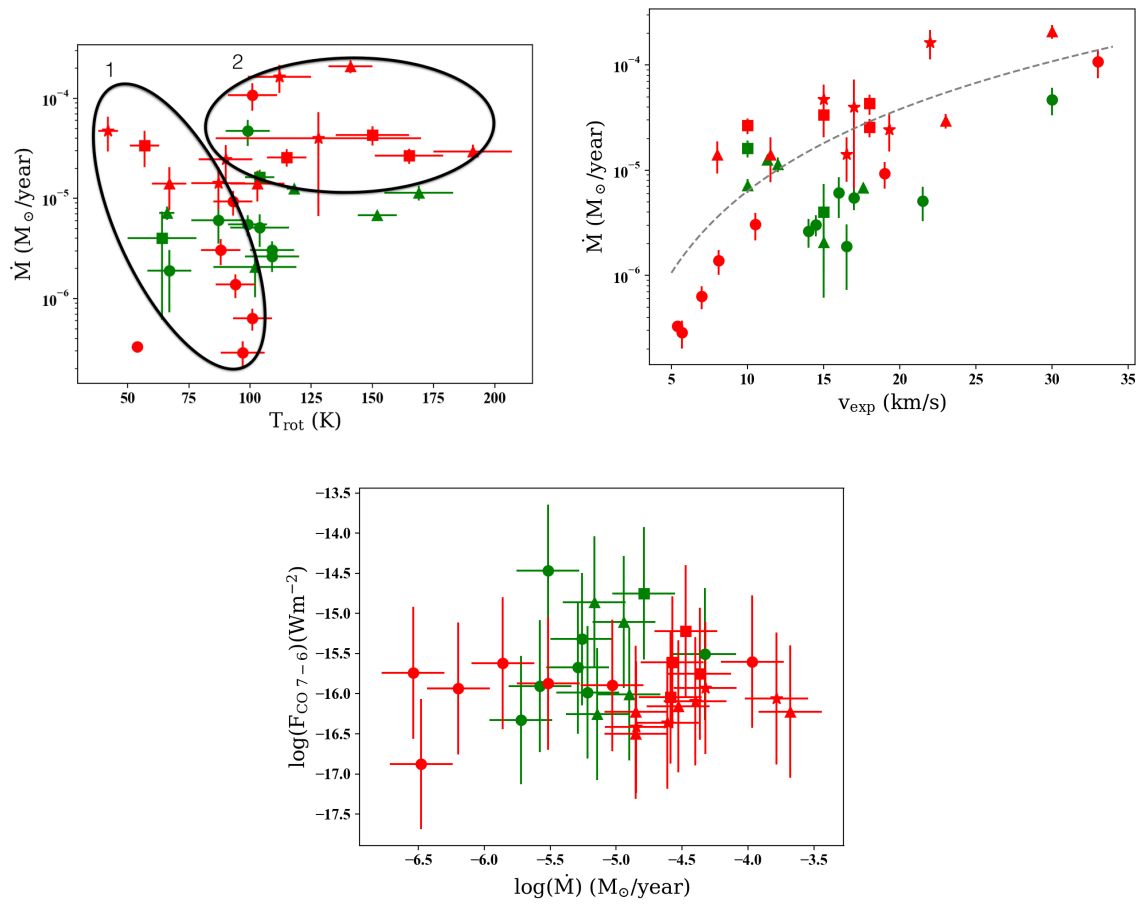 1
2
10⁻⁴
10⁻⁵
10⁻⁶
Ṁ (M⊙/year)
50 75 100 125 150 175 200
T_rot (K)
10⁻⁴
10⁻⁵
10⁻⁶
Ṁ (M⊙/year)
5 10 15 20 25 30 35
v_exp (km/s)
−13.5
−14.0
−14.5
−15.0
−15.5
−16.0
−16.5
−17.0
−17.5
log(F_CO 7−6)(Wm⁻²)
−6.5 −6.0 −5.5 −5.0 −4.5 −4.0 −3.5
log(Ṁ) (M⊙/year)